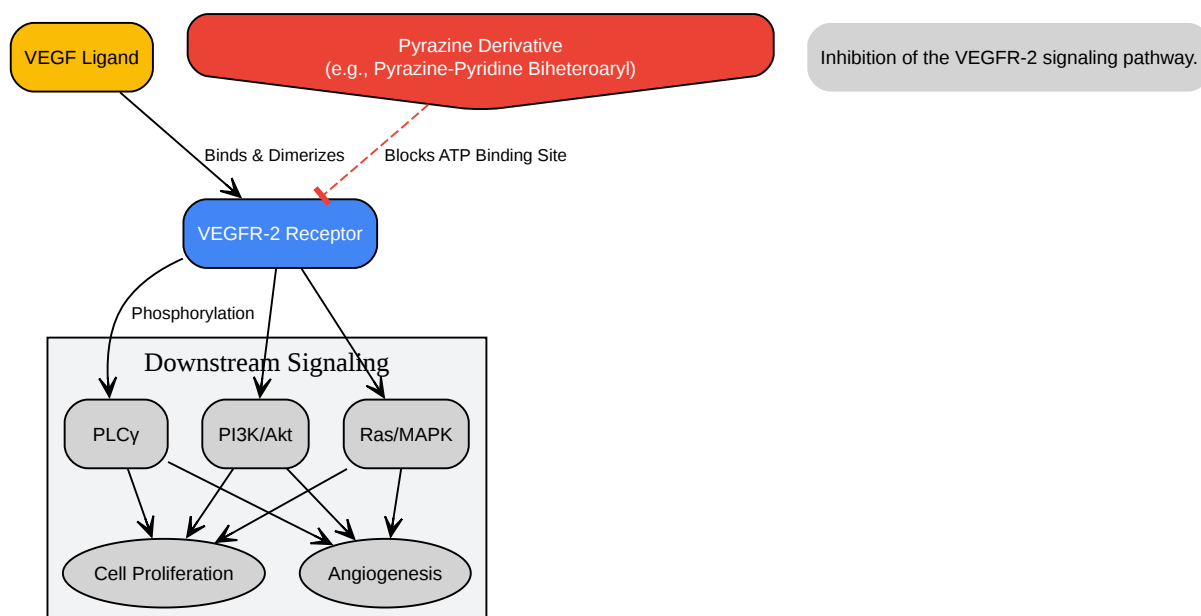 VEGF Ligand
Pyrazine Derivative
(e.g., Pyrazine-Pyridine Biheteroaryl)
Inhibition of the VEGFR-2 signaling pathway.
Binds & Dimerizes
Blocks ATP Binding Site
VEGFR-2 Receptor
Phosphorylation
Downstream Signaling
PLCγ
PI3K/Akt
Ras/MAPK
Cell Proliferation
Angiogenesis